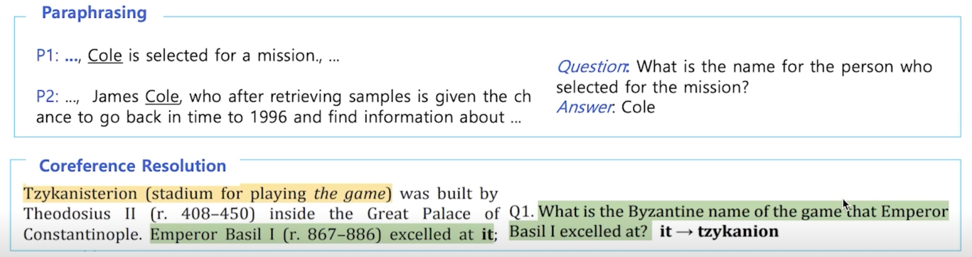 Paraphrasing
P1: ..., Cole is selected for a mission., ...
P2: ..., James Cole, who after retrieving samples is given the ch
ance to go back in time to 1996 and find information about ...
Question: What is the name for the person who
selected for the mission?
Answer: Cole
Coreference Resolution
Tzykanisterion (stadium for playing the game) was built by
Theodosius II (r. 408–450) inside the Great Palace of
Constantinople. Emperor Basil I (r. 867–886) excelled at it;
Q1. What is the Byzantine name of the game that Emperor
Basil I excelled at? it → tzykanion